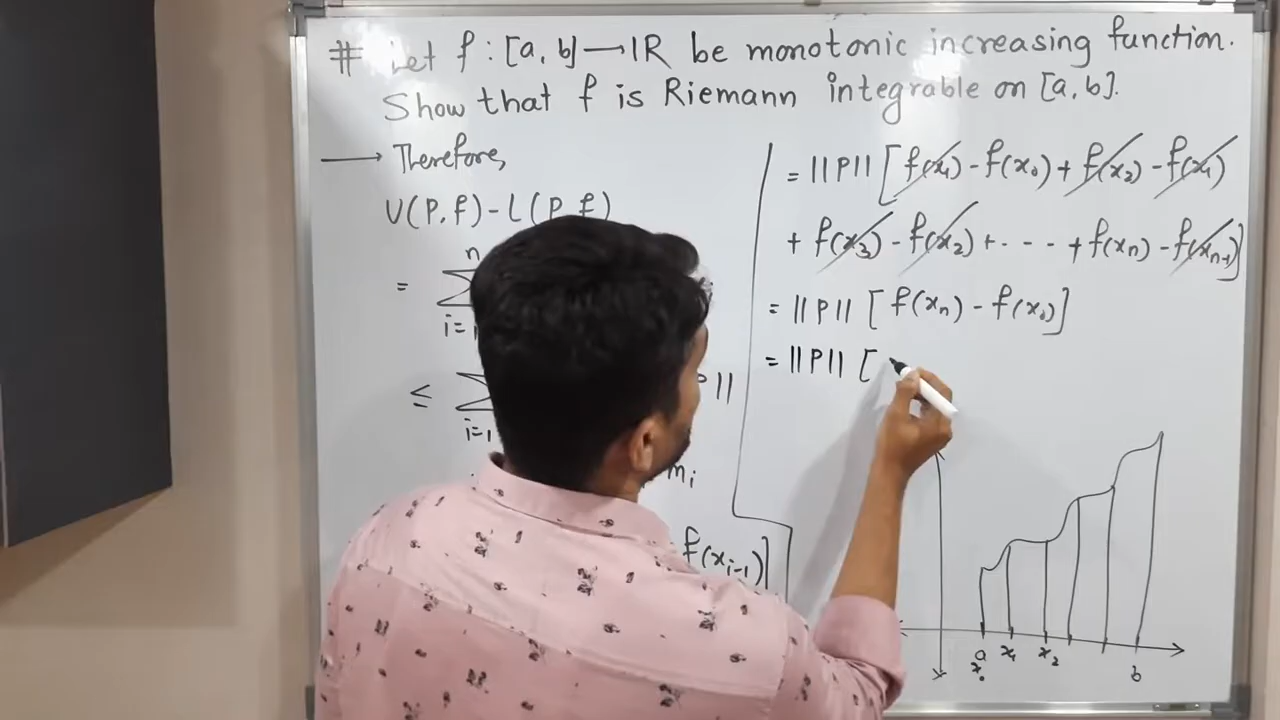 # Let f : [a, b] → IR be monotonic increasing function.
Show that f is Riemann integrable on [a, b].
→ Therefore,
U(P, f) - L(P, f)
= n ∑ i=1
≤ ∑ i=1 P||
mᵢ
f(xᵢ₋₁)]
= ||P|| [f(x₁) - f(x₀) + f(x₂) - f(x₁)
+ f(x₃) - f(x₂) + - - - - + f(xₙ) - f(xₙ₋₁)]
= ||P|| [f(xₙ) - f(x₀)]
= ||P|| [
a x₁ x₂ b
x₀